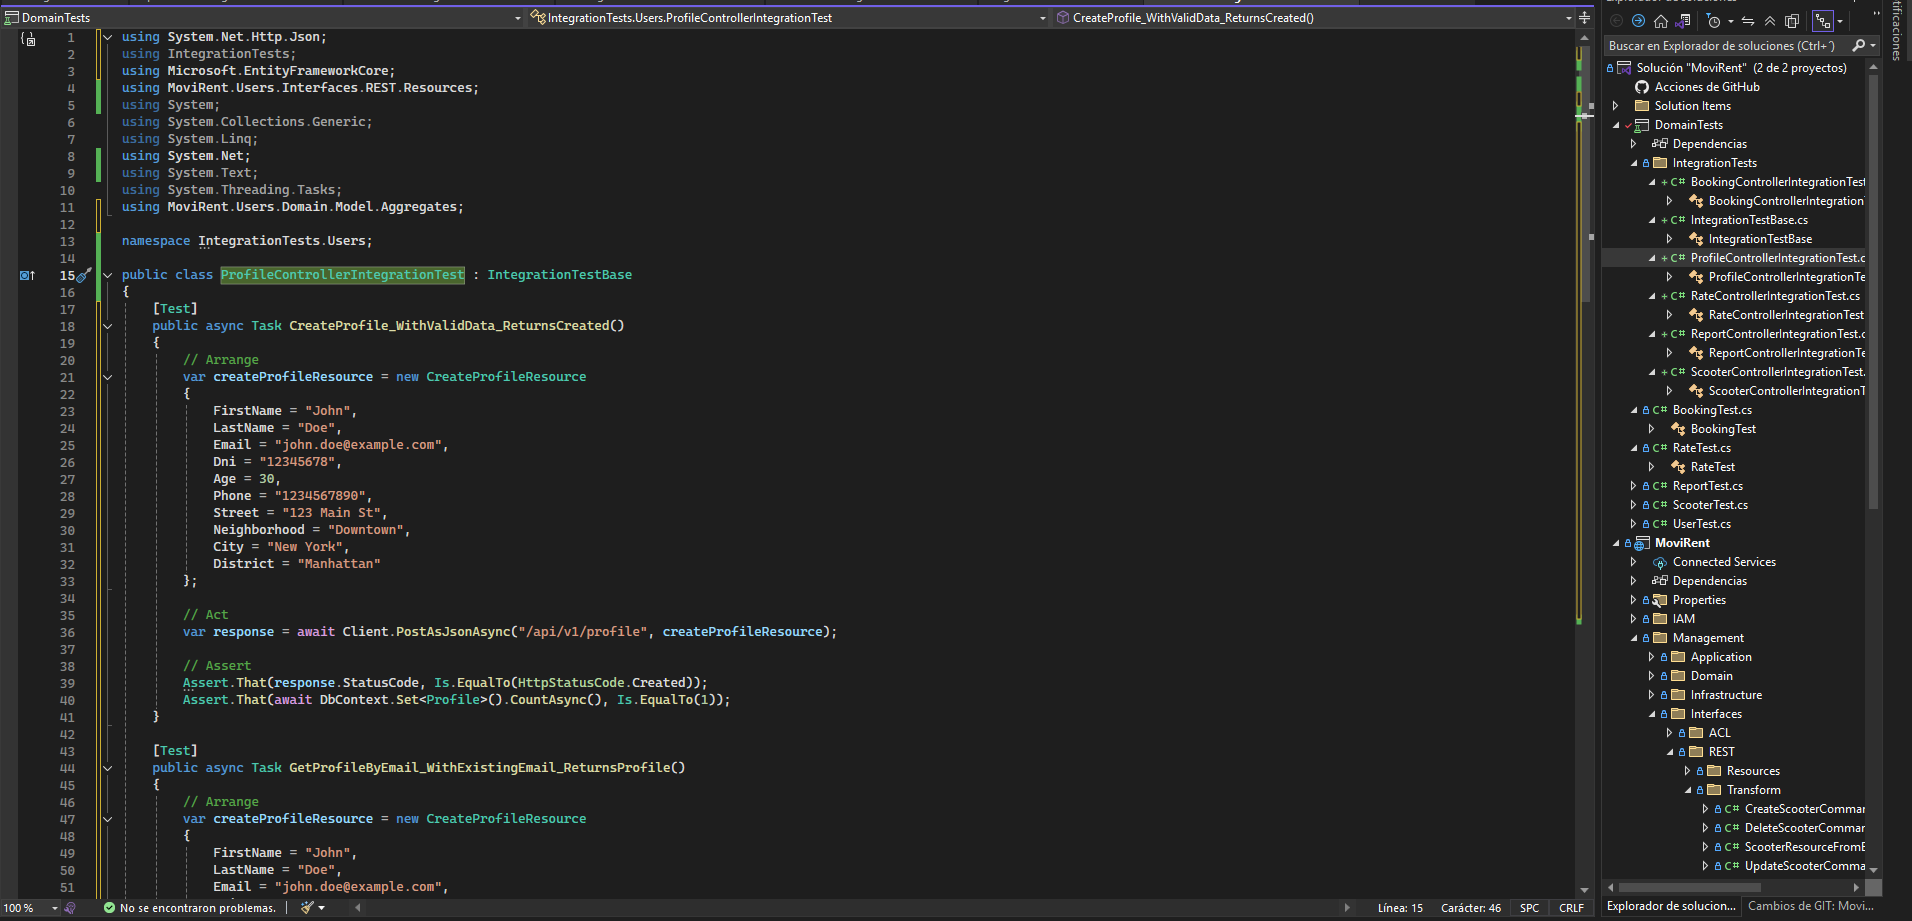 DomainTests
IntegrationTests.Users.ProfileControllerIntegrationTest
CreateProfile_WithValidData_ReturnsCreated()
1 using System.Net.Http.Json;
2 using IntegrationTests;
3 using Microsoft.EntityFrameworkCore;
4 using MoviRent.Users.Interfaces.REST.Resources;
5 using System;
6 using System.Collections.Generic;
7 using System.Linq;
8 using System.Net;
9 using System.Text;
10 using System.Threading.Tasks;
11 using MoviRent.Users.Domain.Model.Aggregates;
12
13 namespace IntegrationTests.Users;
14
15 public class ProfileControllerIntegrationTest : IntegrationTestBase
16 {
17 [Test]
18 public async Task CreateProfile_WithValidData_ReturnsCreated()
19 {
20 // Arrange
21 var createProfileResource = new CreateProfileResource
22 {
23 FirstName = "John",
24 LastName = "Doe",
25 Email = "john.doe@example.com",
26 Dni = "12345678",
27 Age = 30,
28 Phone = "1234567890",
29 Street = "123 Main St",
30 Neighborhood = "Downtown",
31 City = "New York",
32 District = "Manhattan"
33 };
34
35 // Act
36 var response = await Client.PostAsJsonAsync("/api/v1/profile", createProfileResource);
37
38 // Assert
39 Assert.That(response.StatusCode, Is.EqualTo(HttpStatusCode.Created));
40 Assert.That(await DbContext.Set<Profile>().CountAsync(), Is.EqualTo(1));
41 }
42
43 [Test]
44 public async Task GetProfileByEmail_WithExistingEmail_ReturnsProfile()
45 {
46 // Arrange
47 var createProfileResource = new CreateProfileResource
48 {
49 FirstName = "John",
50 LastName = "Doe",
51 Email = "john.doe@example.com",
100 %
No se encontraron problemas.
Línea: 15
Carácter: 46
SPC
CRLF
Buscar en Explorador de soluciones (Ctrl+´)
Solución "MoviRent" (2 de 2 proyectos)
Acciones de GitHub
Solution Items
DomainTests
Dependencias
IntegrationTests
C# BookingControllerIntegrationTest
BookingControllerIntegration
C# IntegrationTestBase.cs
IntegrationTestBase
C# ProfileControllerIntegrationTest.c
ProfileControllerIntegrationTe
C# RateControllerIntegrationTest.cs
RateControllerIntegrationTest
C# ReportControllerIntegrationTest.c
ReportControllerIntegrationTe
C# ScooterControllerIntegrationTest.
ScooterControllerIntegrationT
C# BookingTest.cs
BookingTest
C# RateTest.cs
RateTest
C# ReportTest.cs
C# ScooterTest.cs
C# UserTest.cs
MoviRent
Connected Services
Dependencias
Properties
IAM
Management
Application
Domain
Infrastructure
Interfaces
ACL
REST
Resources
Transform
C# CreateScooterComma
C# DeleteScooterCommar
C# ScooterResourceFromE
C# UpdateScooterComma
Explorador de solucion...
Cambios de GIT: Movi...
tificaciones